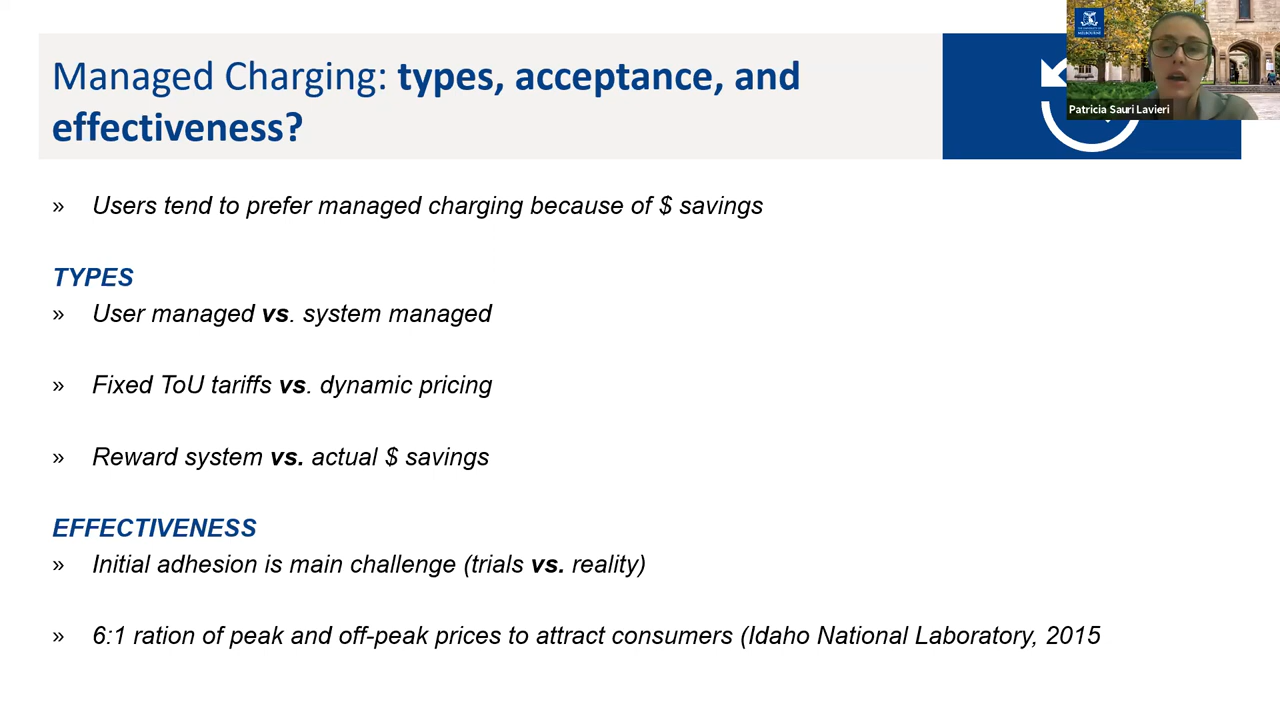 Managed Charging: types, acceptance, and
effectiveness?
MELBOURNE
Patricia Sauri Lavieri
» Users tend to prefer managed charging because of $ savings
TYPES
» User managed vs. system managed
» Fixed ToU tariffs vs. dynamic pricing
» Reward system vs. actual $ savings
EFFECTIVENESS
» Initial adhesion is main challenge (trials vs. reality)
» 6:1 ration of peak and off-peak prices to attract consumers (Idaho National Laboratory, 2015